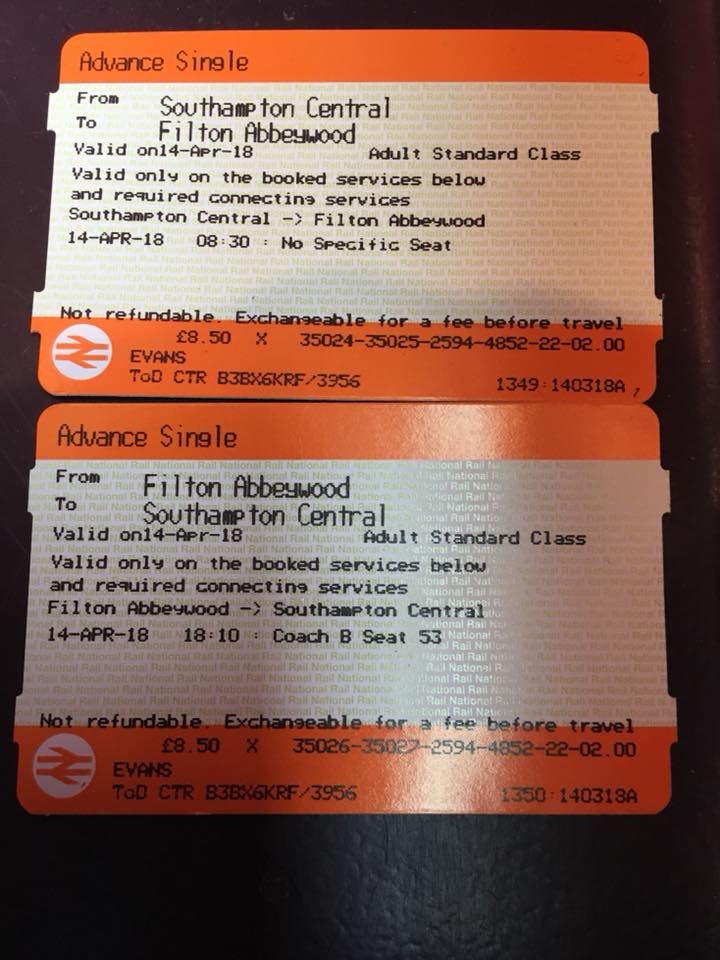 Advance Single
From Southampton Central
To Filton Abbeywood
Valid on14-Apr-18 Adult Standard Class
Valid only on the booked services below
and required connecting services
Southampton Central -> Filton Abbeywood
14-APR-18 08:30 : No Specific Seat
Not refundable. Exchangeable for a fee before travel
£8.50 X 35024-35025-2594-4852-22-02.00
EVANS
ToD CTR B3BX6KRF/3956 1349:140318A
Advance Single
From Filton Abbeywood
To Southampton Central
Valid on14-Apr-18 Adult Standard Class
Valid only on the booked services below
and required connecting services
Filton Abbeywood -> Southampton Central
14-APR-18 18:10 : Coach B Seat 53
Not refundable. Exchangeable for a fee before travel
£8.50 X 35026-35027-2594-4852-22-02.00
EVANS
ToD CTR B3BX6KRF/3956 1350:140318A